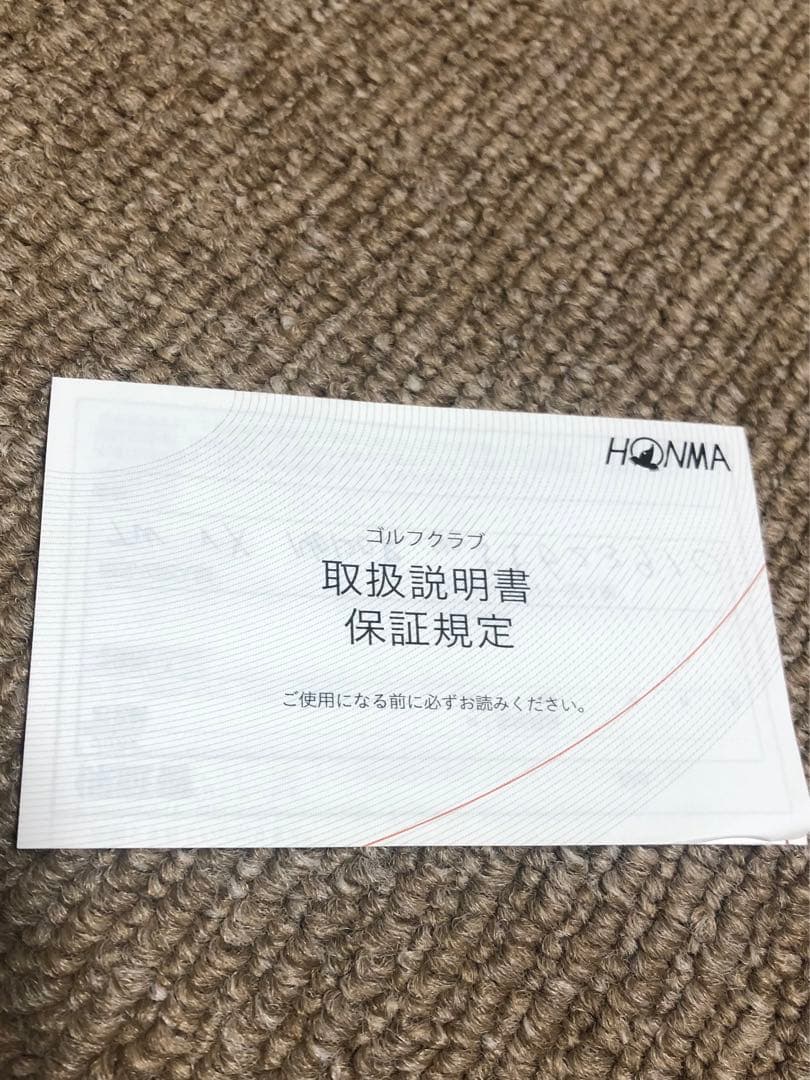 HONMA
ゴルフクラブ
取扱説明書
保証規定
ご使用になる前に必ずお読みください。